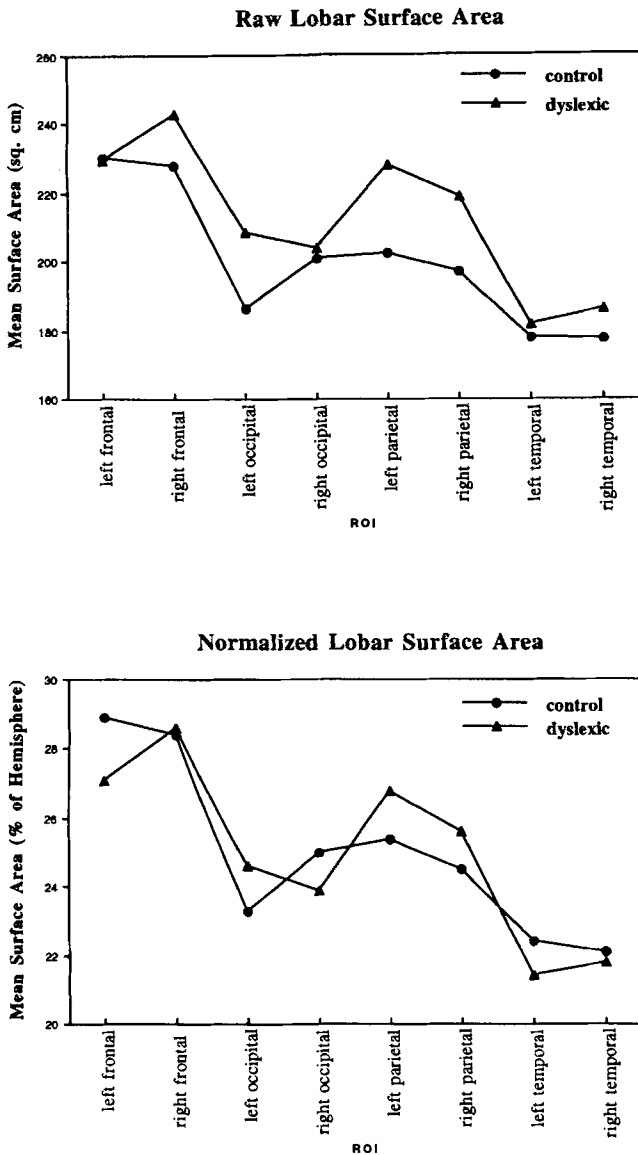 Raw Lobar Surface Area
Mean Surface Area (sq. cm)
260
240
220
200
180
160
control
dyslexic
left frontal
right frontal
left occipital
right occipital
left parietal
right parietal
left temporal
right temporal
ROI
Normalized Lobar Surface Area
Mean Surface Area (% of Hemisphere)
30
28
26
24
22
20
control
dyslexic
left frontal
right frontal
left occipital
right occipital
left parietal
right parietal
left temporal
right temporal
ROI